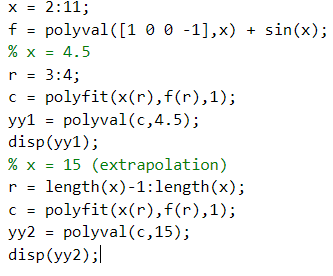 x = 2:11;
f = polyval([1 0 0 -1],x) + sin(x);
% x = 4.5
r = 3:4;
c = polyfit(x(r),f(r),1);
yy1 = polyval(c,4.5);
disp(yy1);
% x = 15 (extrapolation)
r = length(x)-1:length(x);
c = polyfit(x(r),f(r),1);
yy2 = polyval(c,15);
disp(yy2);